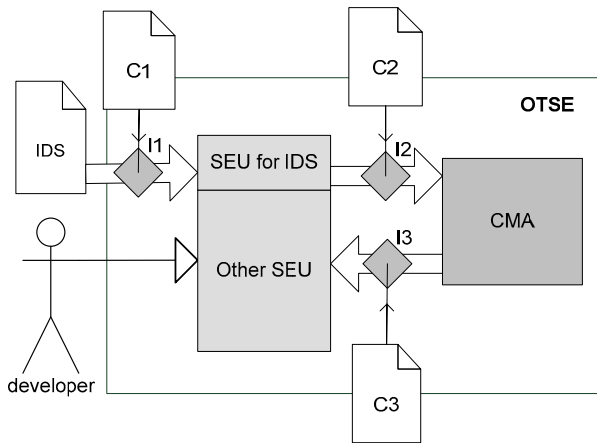 C1
C2
OTSE
IDS
I1
SEU for IDS
I2
CMA
I3
Other SEU
developer
C3